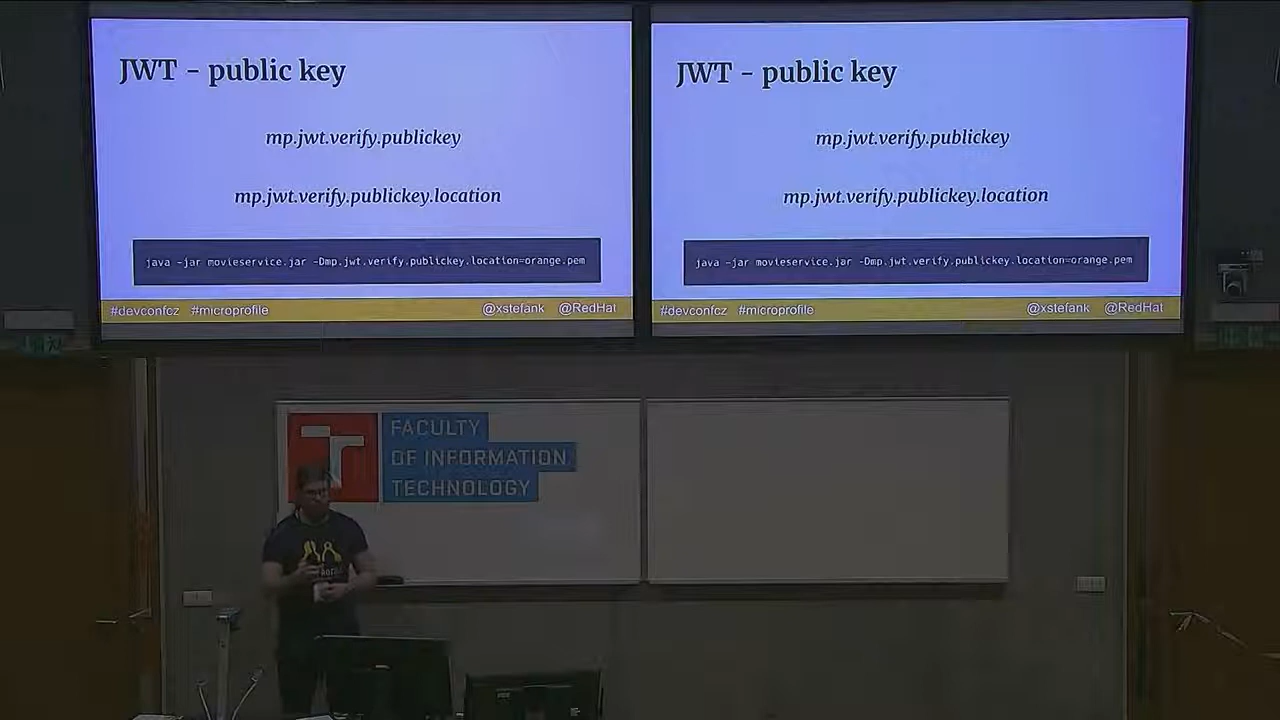 JWT - public key
mp.jwt.verify.publickey
mp.jwt.verify.publickey.location
java -jar movieservice.jar -Dmp.jwt.verify.publickey.location=orange.pem
#devconfcz #microprofile @xstefank @RedHat
JWT - public key
mp.jwt.verify.publickey
mp.jwt.verify.publickey.location
java -jar movieservice.jar -Dmp.jwt.verify.publickey.location=orange.pem
#devconfcz #microprofile @xstefank @RedHat
FACULTY
OF INFORMATION
TECHNOLOGY